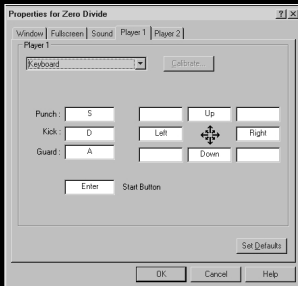 Properties for Zero Divide ? X
Window Fullscreen Sound Player 1 Player 2
Player 1
Keyboard Calibrate...
Punch : S Up
Kick : D Left Right
Guard : A Down
Enter Start Button
Set Defaults
OK Cancel Help